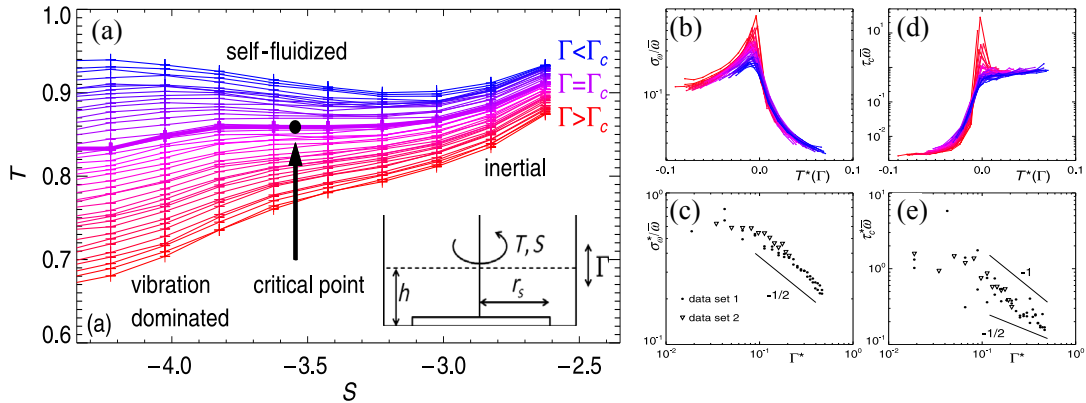 (a)
self-fluidized
Γ<Γc
Γ=Γc
Γ>Γc
inertial
vibration
dominated
critical point
(a)
T, S
h
rs
Γ
T
1.0
0.9
0.8
0.7
0.6
-4.0
-3.5
-3.0
-2.5
S
(b)
σω/ω̄
10⁻¹
-0.1
0.0
0.1
T*(Γ)
(c)
σ*ω/ω̄
10⁰
10⁻¹
-1/2
data set 1
data set 2
10⁻²
10⁻¹
10⁰
Γ*
(d)
τcω̄
10¹
10⁰
10⁻¹
10⁻²
-0.1
0.0
0.1
T*(Γ)
(e)
τ*cω̄
10¹
10⁰
10⁻¹
-1
-1/2
10⁻²
10⁻¹
10⁰
Γ*